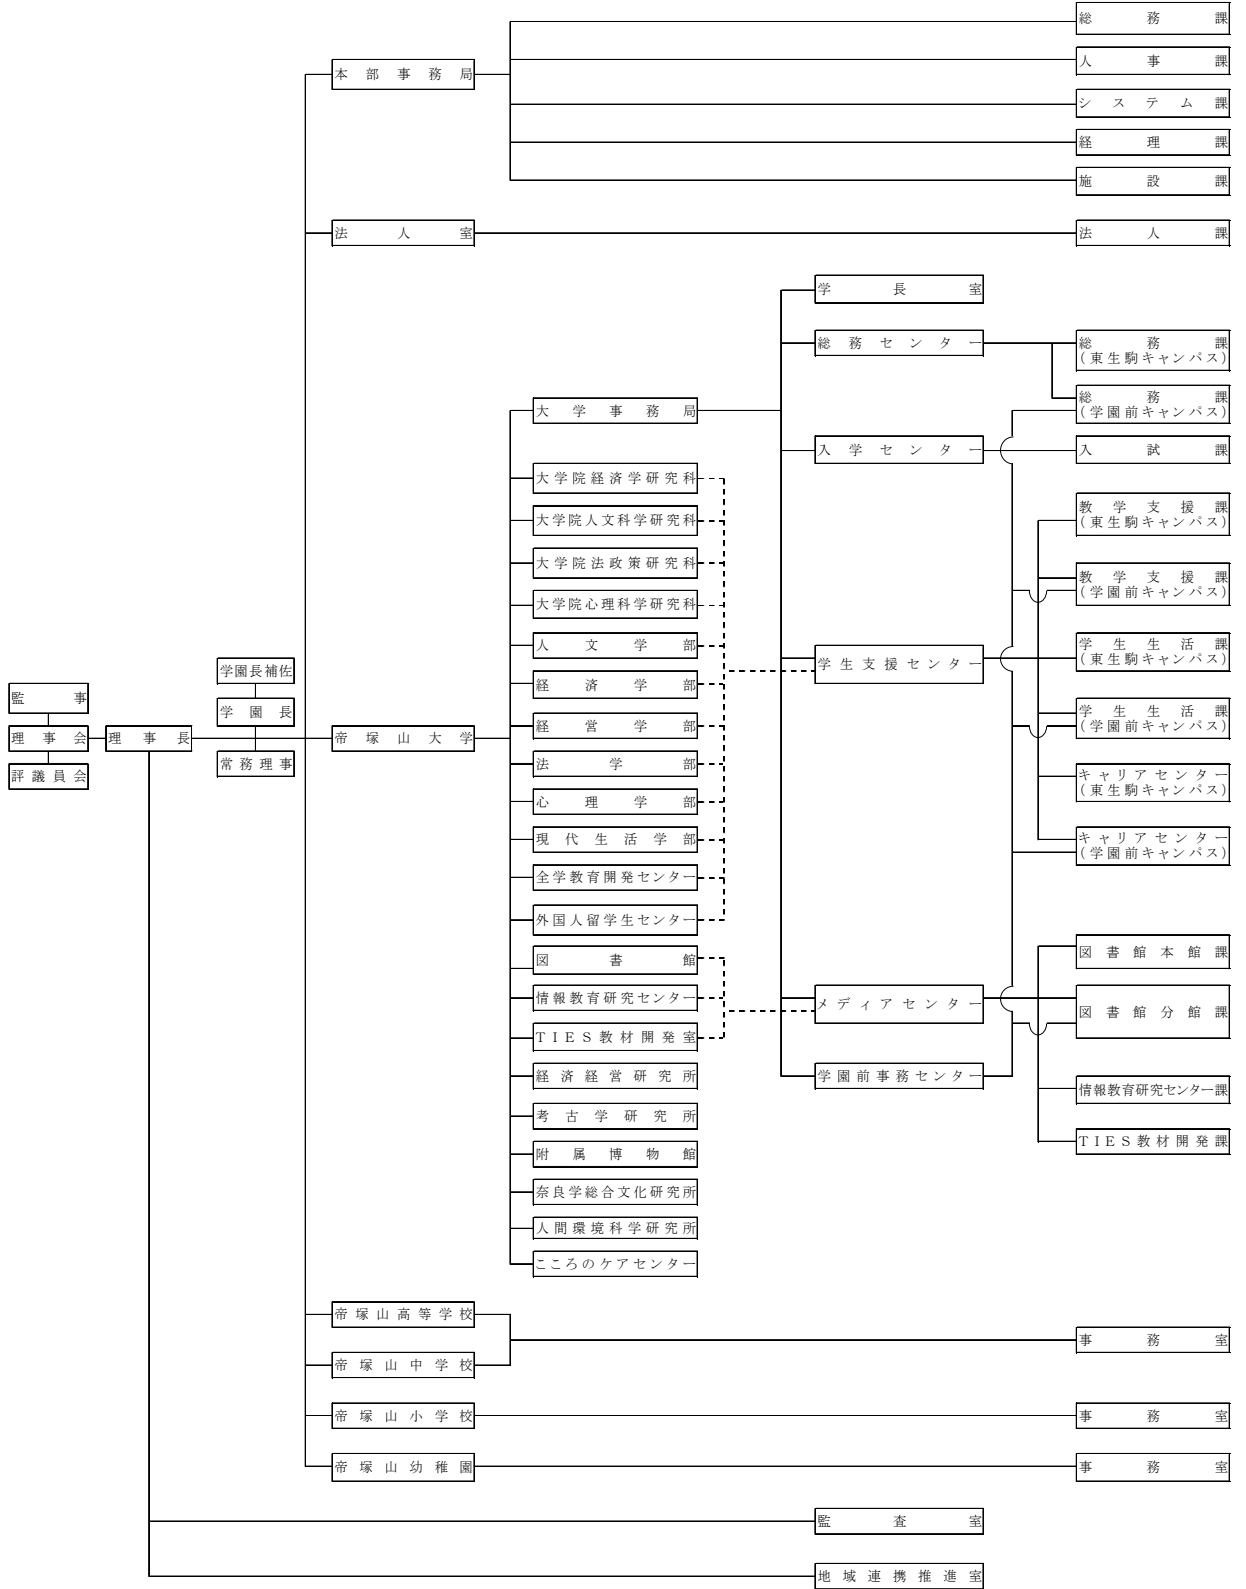 総務課
本部事務局
人事課
システム課
経理課
施設課
法人室
法人課
学長室
総務センター
総務課
(東生駒キャンパス)
大学事務局
総務課
(学園前キャンパス)
入学センター
入試課
大学院経済学研究科
大学院人文科学研究科
大学院法政策研究科
大学院心理科学研究科
人文学部
経済学部
経営学部
法学部
心理学部
現代生活学部
全学教育開発センター
外国人留学生センター
図書館
情報教育研究センター
TIES教材開発室
経済経営研究所
考古学研究所
附属博物館
奈良学総合文化研究所
人間環境科学研究所
こころのケアセンター
教学支援課
(東生駒キャンパス)
教学支援課
(学園前キャンパス)
学生支援センター
学生生活課
(東生駒キャンパス)
学生生活課
(学園前キャンパス)
キャリアセンター
(東生駒キャンパス)
キャリアセンター
(学園前キャンパス)
学園長補佐
監事
学園長
理事会
理事長
帝塚山大学
常務理事
評議員会
図書館本館課
メディアセンター
図書館分館課
学園前事務センター
情報教育研究センター課
TIES教材開発課
帝塚山高等学校
事務室
帝塚山中学校
帝塚山小学校
事務室
帝塚山幼稚園
事務室
監査室
地域連携推進室